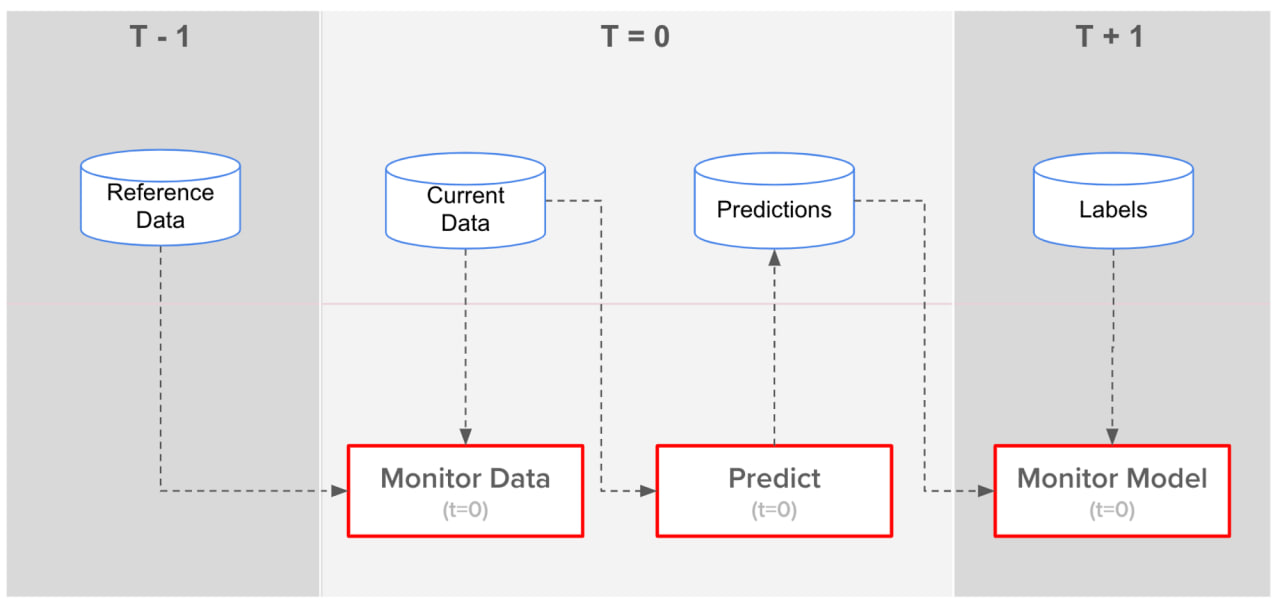 T - 1
T = 0
T + 1
Reference
Data
Current
Data
Predictions
Labels
Monitor Data
(t=0)
Predict
(t=0)
Monitor Model
(t=0)